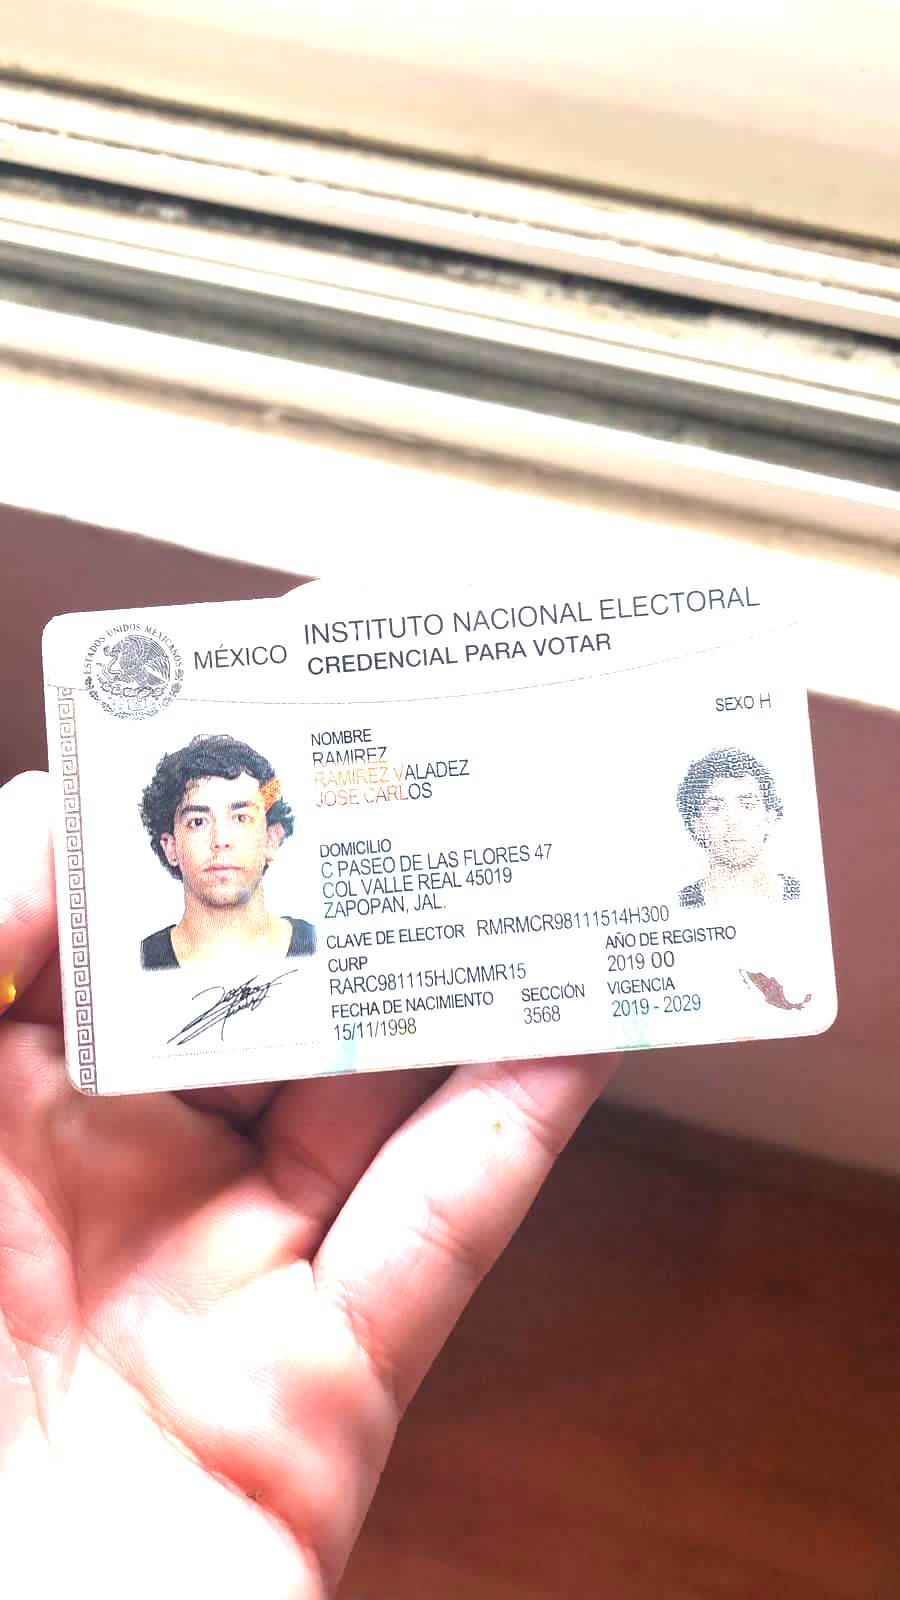 ESTADOS UNIDOS MEXICANOS
MÉXICO
INSTITUTO NACIONAL ELECTORAL
CREDENCIAL PARA VOTAR
SEXO H
NOMBRE
RAMIREZ
RAMIREZ VALADEZ
JOSE CARLOS
DOMICILIO
C PASEO DE LAS FLORES 47
COL VALLE REAL 45019
ZAPOPAN, JAL.
CLAVE DE ELECTOR RMRMCR98111514H300
CURP
RARC981115HJCMMR15
AÑO DE REGISTRO
2019 00
FECHA DE NACIMIENTO
15/11/1998
SECCIÓN
3568
VIGENCIA
2019 - 2029